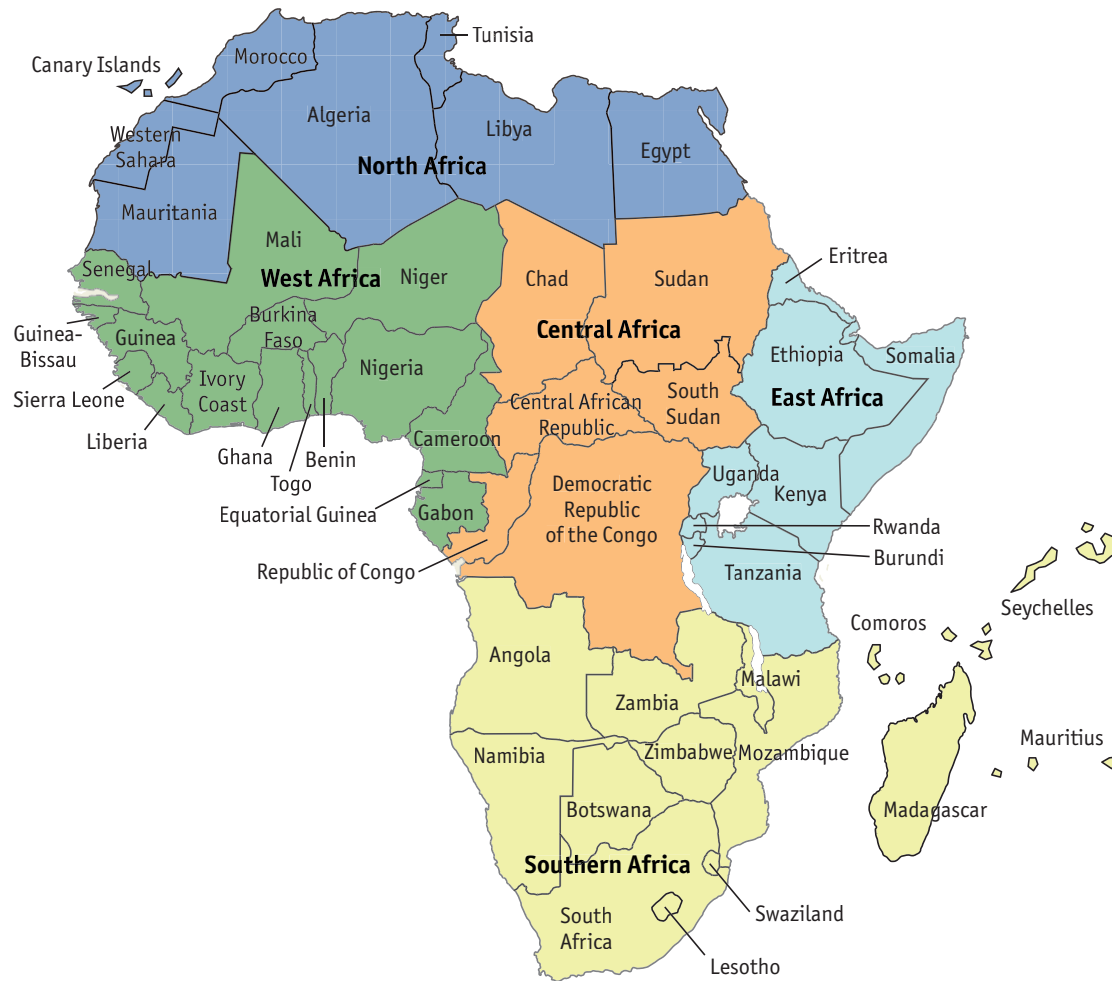 Tunisia
Canary Islands
Morocco
Algeria
Libya
Egypt
Western
Sahara
North Africa
Mauritania
Mali
Senegal
West Africa
Niger
Chad
Sudan
Eritrea
Guinea-
Bissau
Guinea
Burkina
Faso
Central Africa
Ethiopia
Somalia
Nigeria
Ivory
Coast
South
Sudan
East Africa
Sierra Leone
Central African
Republic
Liberia
Ghana
Togo
Benin
Cameroon
Uganda
Kenya
Equatorial Guinea
Gabon
Democratic
Republic
of the Congo
Rwanda
Burundi
Republic of Congo
Tanzania
Seychelles
Comoros
Angola
Malawi
Zambia
Zimbabwe
Mozambique
Namibia
Mauritius
Botswana
Madagascar
Southern Africa
Swaziland
South
Africa
Lesotho